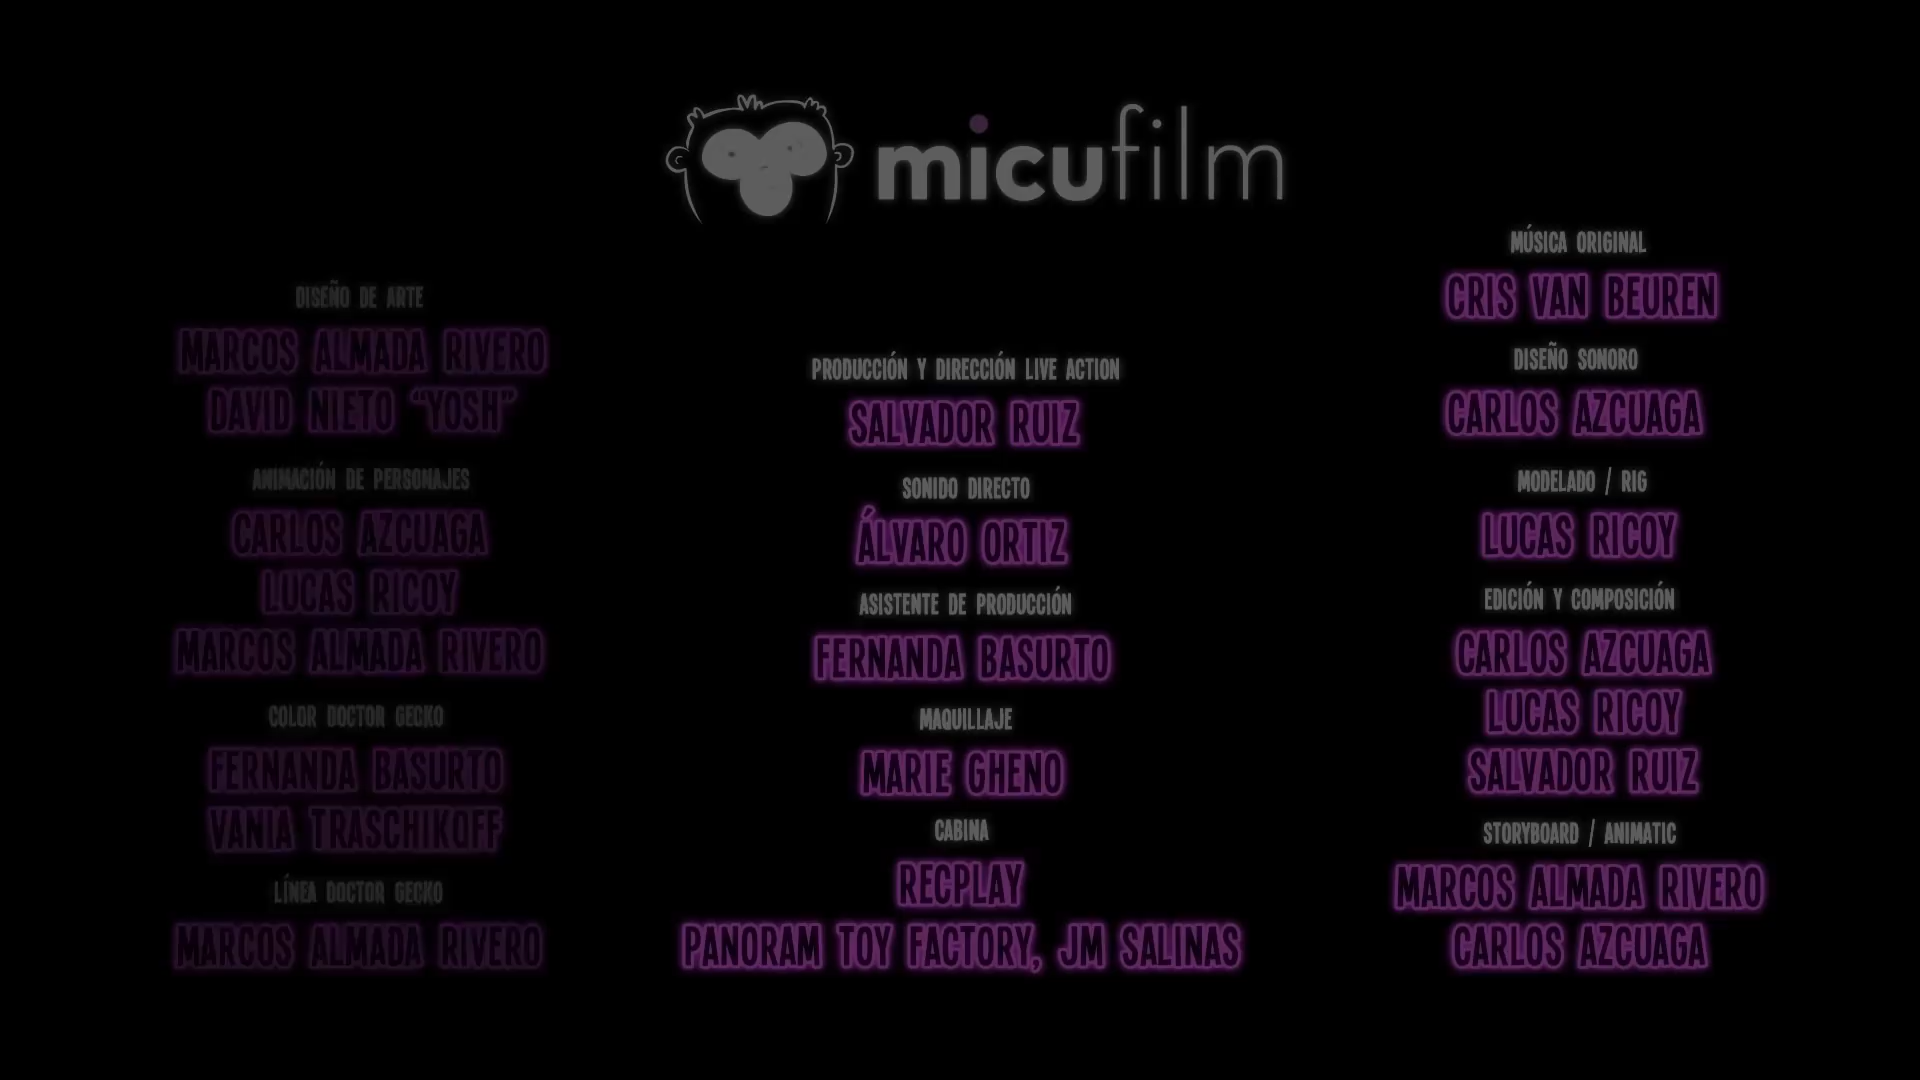 micufilm
DISEÑO DE ARTE
MARCOS ALMADA RIVERO
DAVID NIETO “YOSH”
ANIMACIÓN DE PERSONAJES
CARLOS AZCUAGA
LUCAS RICOY
MARCOS ALMADA RIVERO
COLOR DOCTOR GECKO
FERNANDA BASURTO
VANIA TRASCHIKOFF
LÍNEA DOCTOR GECKO
MARCOS ALMADA RIVERO
PRODUCCIÓN Y DIRECCIÓN LIVE ACTION
SALVADOR RUIZ
SONIDO DIRECTO
ÁLVARO ORTIZ
ASISTENTE DE PRODUCCIÓN
FERNANDA BASURTO
MAQUILLAJE
MARIE GHENO
CABINA
RECPLAY
PANORAM TOY FACTORY, JM SALINAS
MÚSICA ORIGINAL
CRIS VAN BEUREN
DISEÑO SONORO
CARLOS AZCUAGA
MODELADO / RIG
LUCAS RICOY
EDICIÓN Y COMPOSICIÓN
CARLOS AZCUAGA
LUCAS RICOY
SALVADOR RUIZ
STORYBOARD / ANIMATIC
MARCOS ALMADA RIVERO
CARLOS AZCUAGA